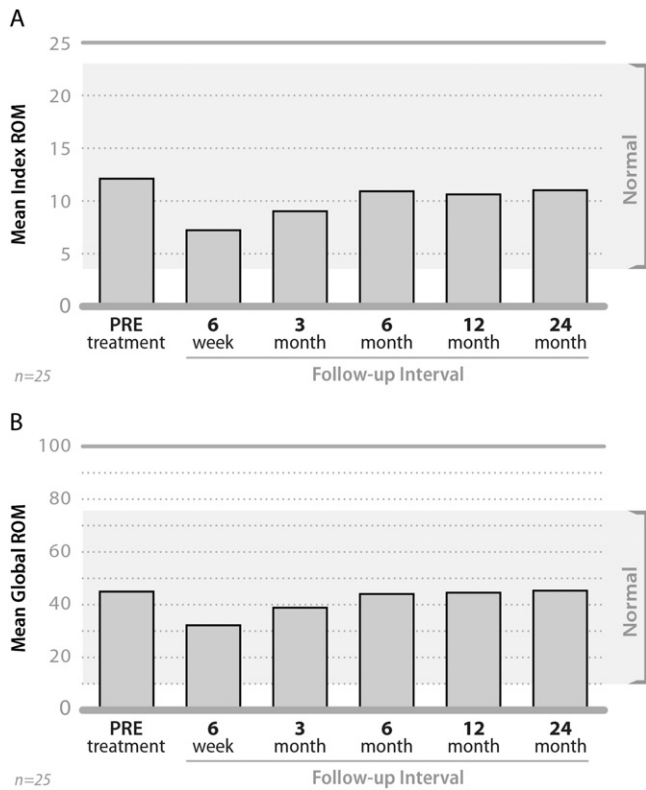 A
Mean Index ROM
25
20
15
10
5
0
Normal
PRE 6 3 6 12 24
treatment week month month month month
n=25
Follow-up Interval
B
Mean Global ROM
100
80
60
40
20
0
Normal
PRE 6 3 6 12 24
treatment week month month month month
n=25
Follow-up Interval